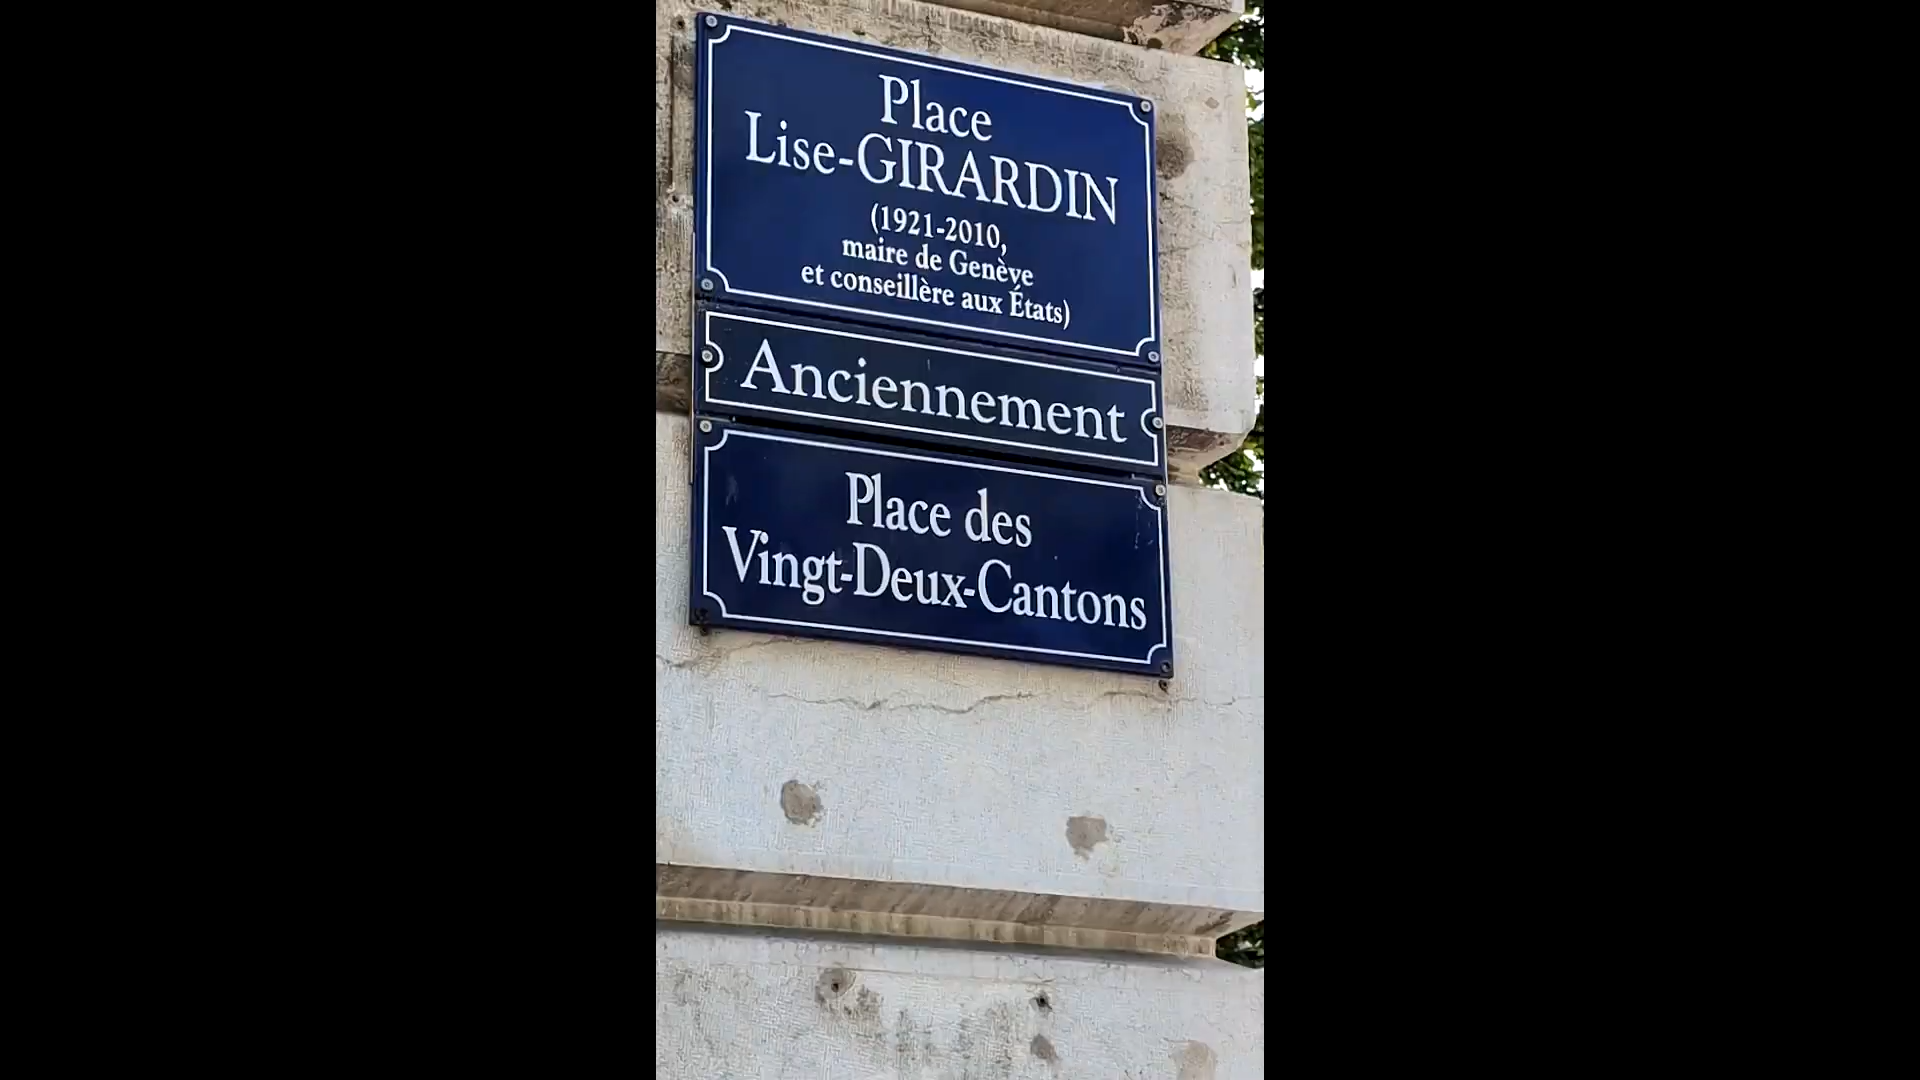 Place
Lise-GIRARDIN
(1921-2010,
maire de Genève
et conseillère aux États)
Anciennement
Place des
Vingt-Deux-Cantons